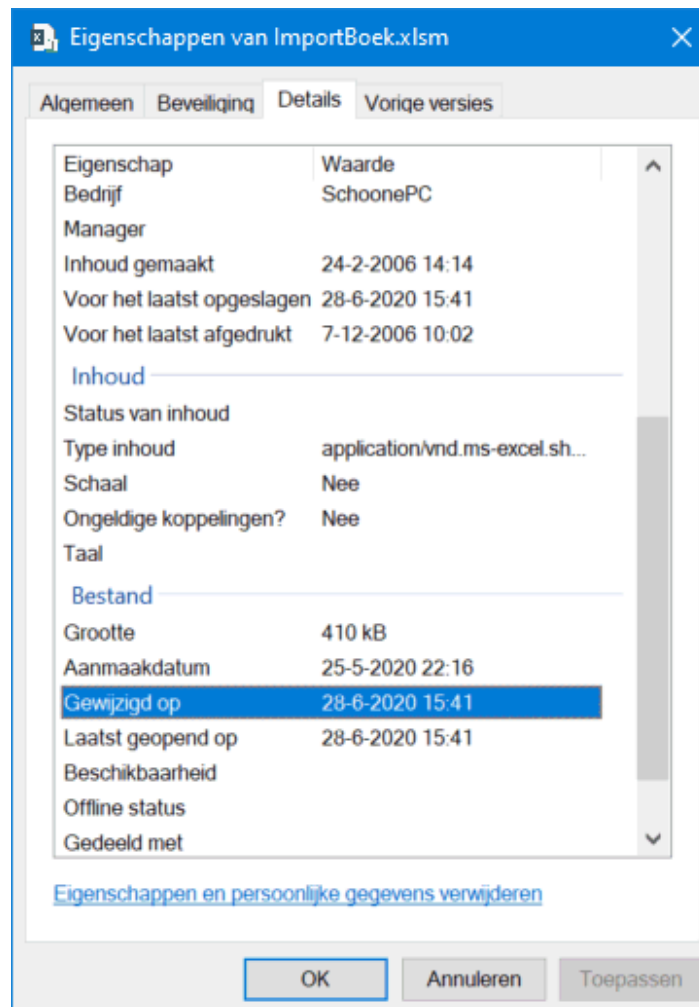 Eigenschappen van ImportBoek.xlsm
Algemeen Beveiliging Details Vorige versies
Eigenschap Waarde
Bedrijf SchoonePC
Manager
Inhoud gemaakt 24-2-2006 14:14
Voor het laatst opgeslagen 28-6-2020 15:41
Voor het laatst afgedrukt 7-12-2006 10:02
Inhoud
Status van inhoud
Type inhoud application/vnd.ms-excel.sh...
Schaal Nee
Ongeldige koppelingen? Nee
Taal
Bestand
Grootte 410 kB
Aanmaakdatum 25-5-2020 22:16
Gewijzigd op 28-6-2020 15:41
Laatst geopend op 28-6-2020 15:41
Beschikbaarheid
Offline status
Gedeeld met
Eigenschappen en persoonlijke gegevens verwijderen
OK Annuleren Toepassen